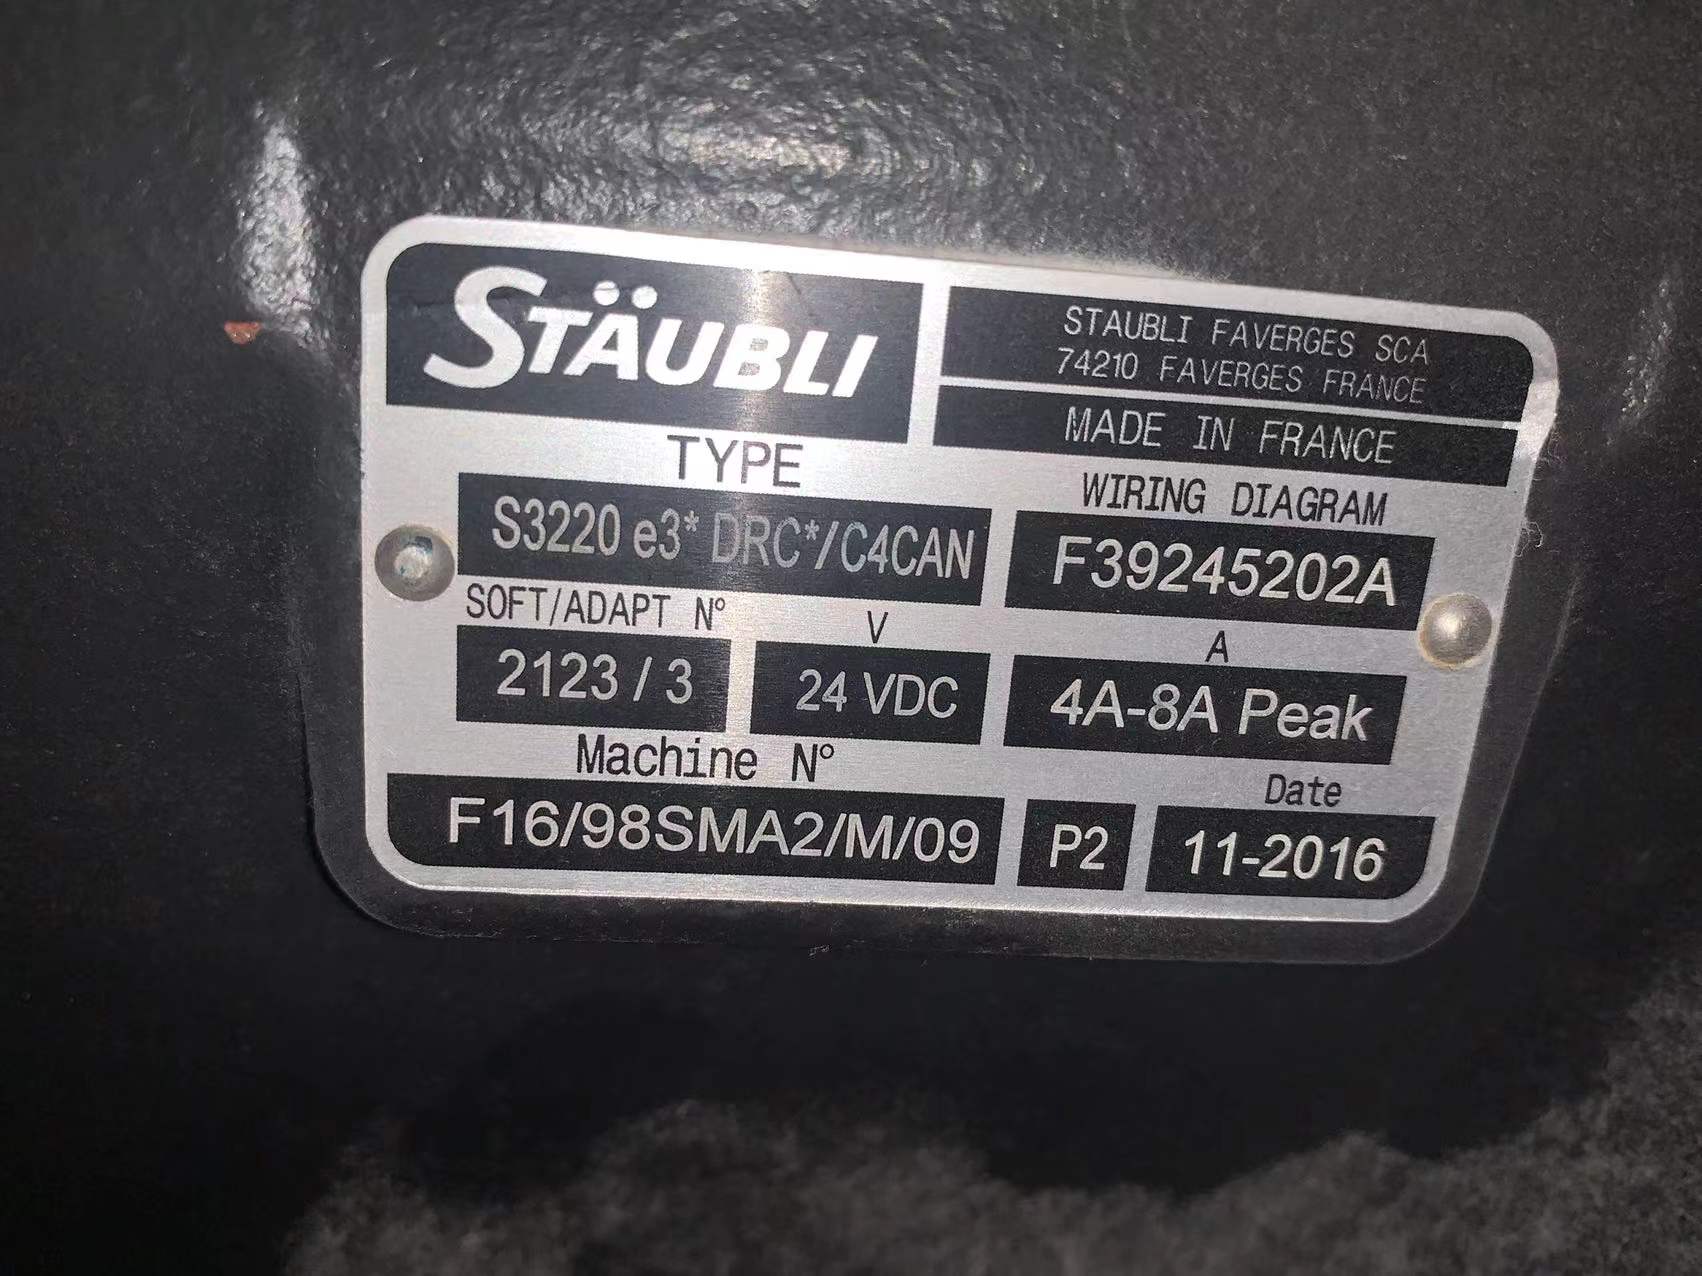 STÄUBLI
STAUBLI FAVERGES SCA
74210 FAVERGES FRANCE
MADE IN FRANCE
TYPE
WIRING DIAGRAM
S3220 e3* DRC*/C4CAN
F39245202A
SOFT/ADAPT N°
V
A
2123 / 3
24 VDC
4A-8A Peak
Machine N°
Date
F16/98SMA2/M/09
P2
11-2016